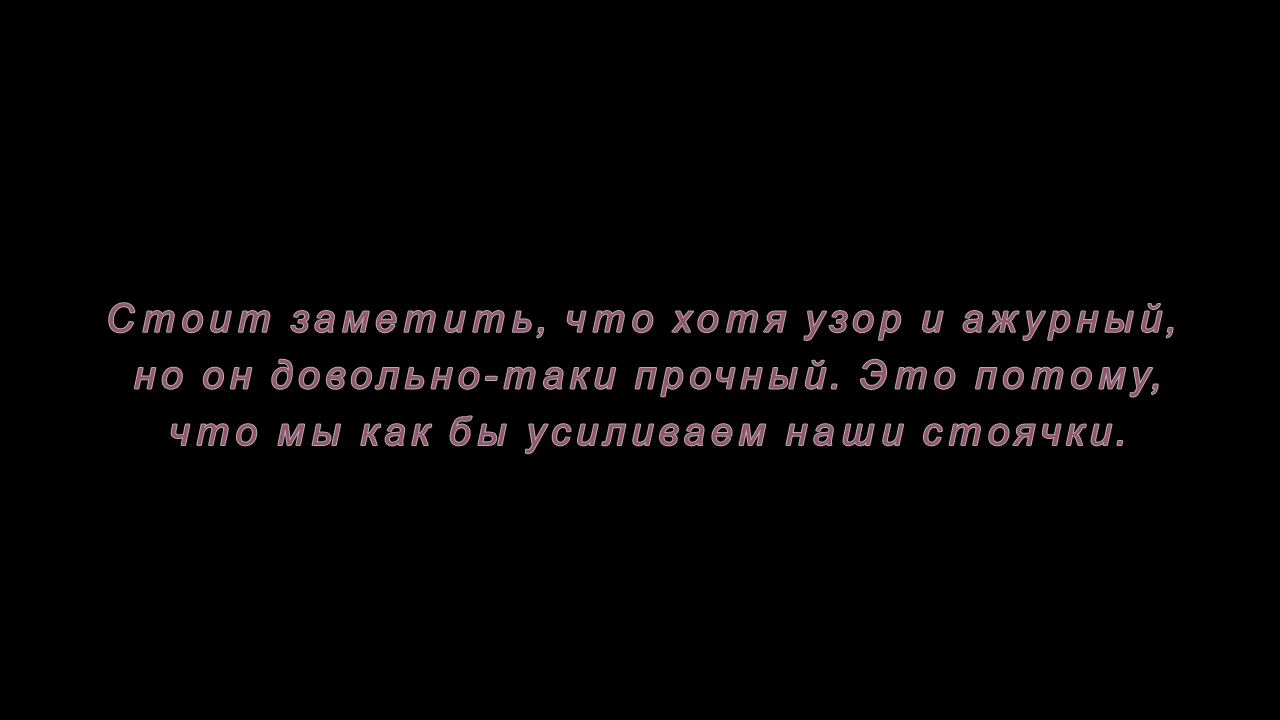 Стоит заметить, что хотя узор и ажурный,
но он довольно-таки прочный. Это потому,
что мы как бы усиливаем наши стоячки.